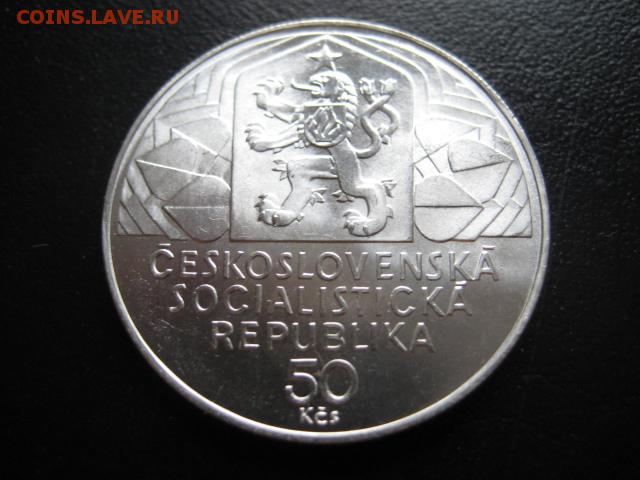 COINS.LAVE.RU
ČESKOSLOVENSKÁ
SOCIALISTICKÁ
REPUBLIKA
50
Kčs